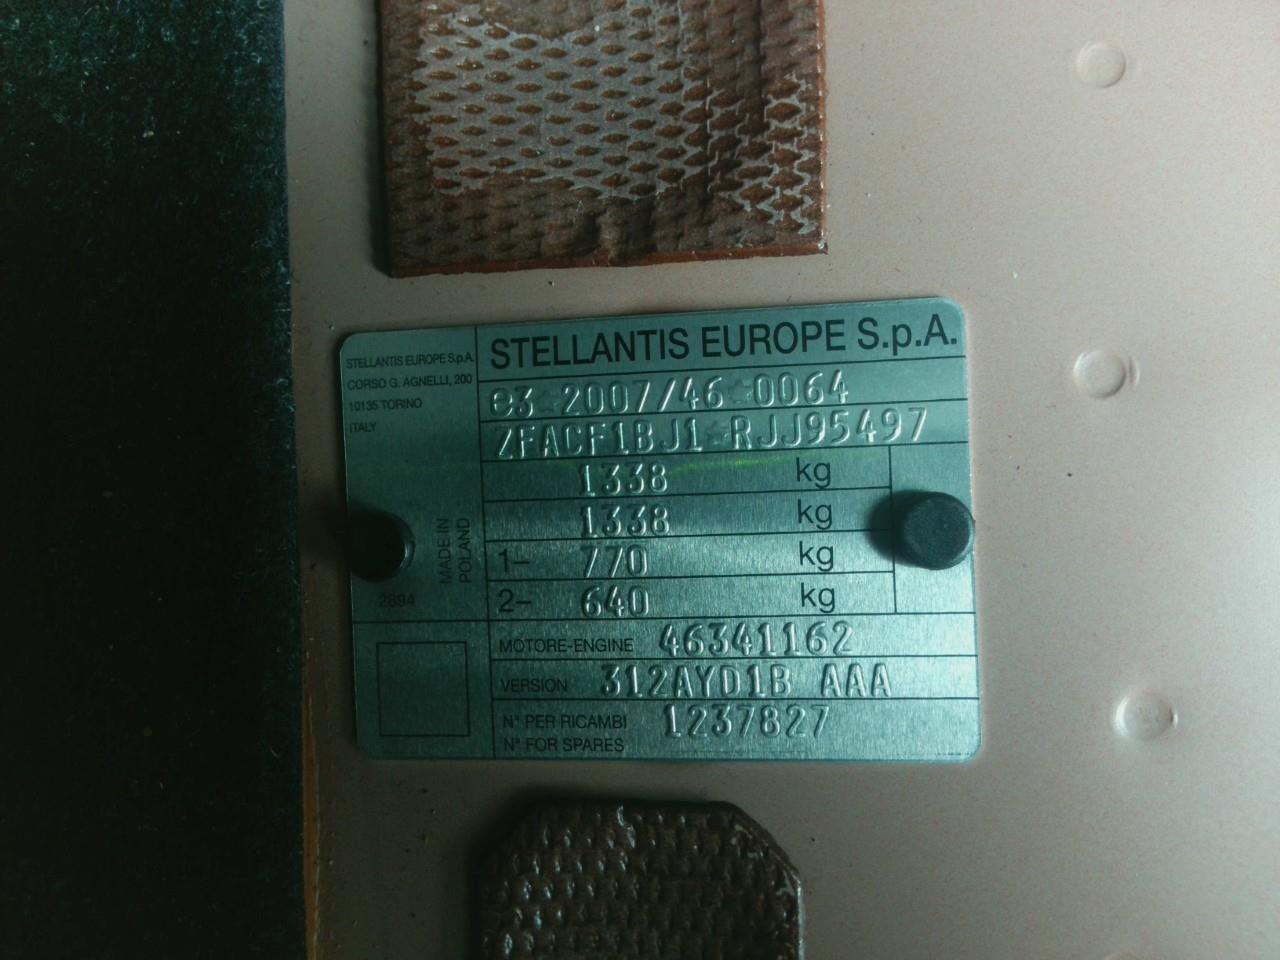 STELLANTIS EUROPE S.p.A.
CORSO G. AGNELLI, 200
10135 TORINO
ITALY
MADE IN
POLAND
2894
STELLANTIS EUROPE S.p.A.
e3*2007/46*0064
ZFACF1BJ1*RJJ95497
1338 kg
1338 kg
1– 770 kg
2– 640 kg
MOTORE-ENGINE 46341162
VERSION 312AYD1B AAA
N° PER RICAMBI 1237827
N° FOR SPARES